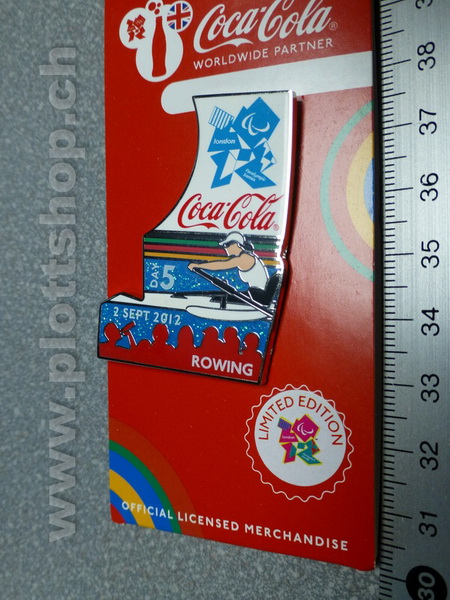 Coca-Cola®
WORLDWIDE PARTNER
london
Paralympic
Games
Coca-Cola®
DAY 5
2 SEPT 2012
ROWING
LIMITED EDITION
london
OFFICIAL LICENSED MERCHANDISE
38
37
36
35
34
33
32
31
30
www.plottshop.ch